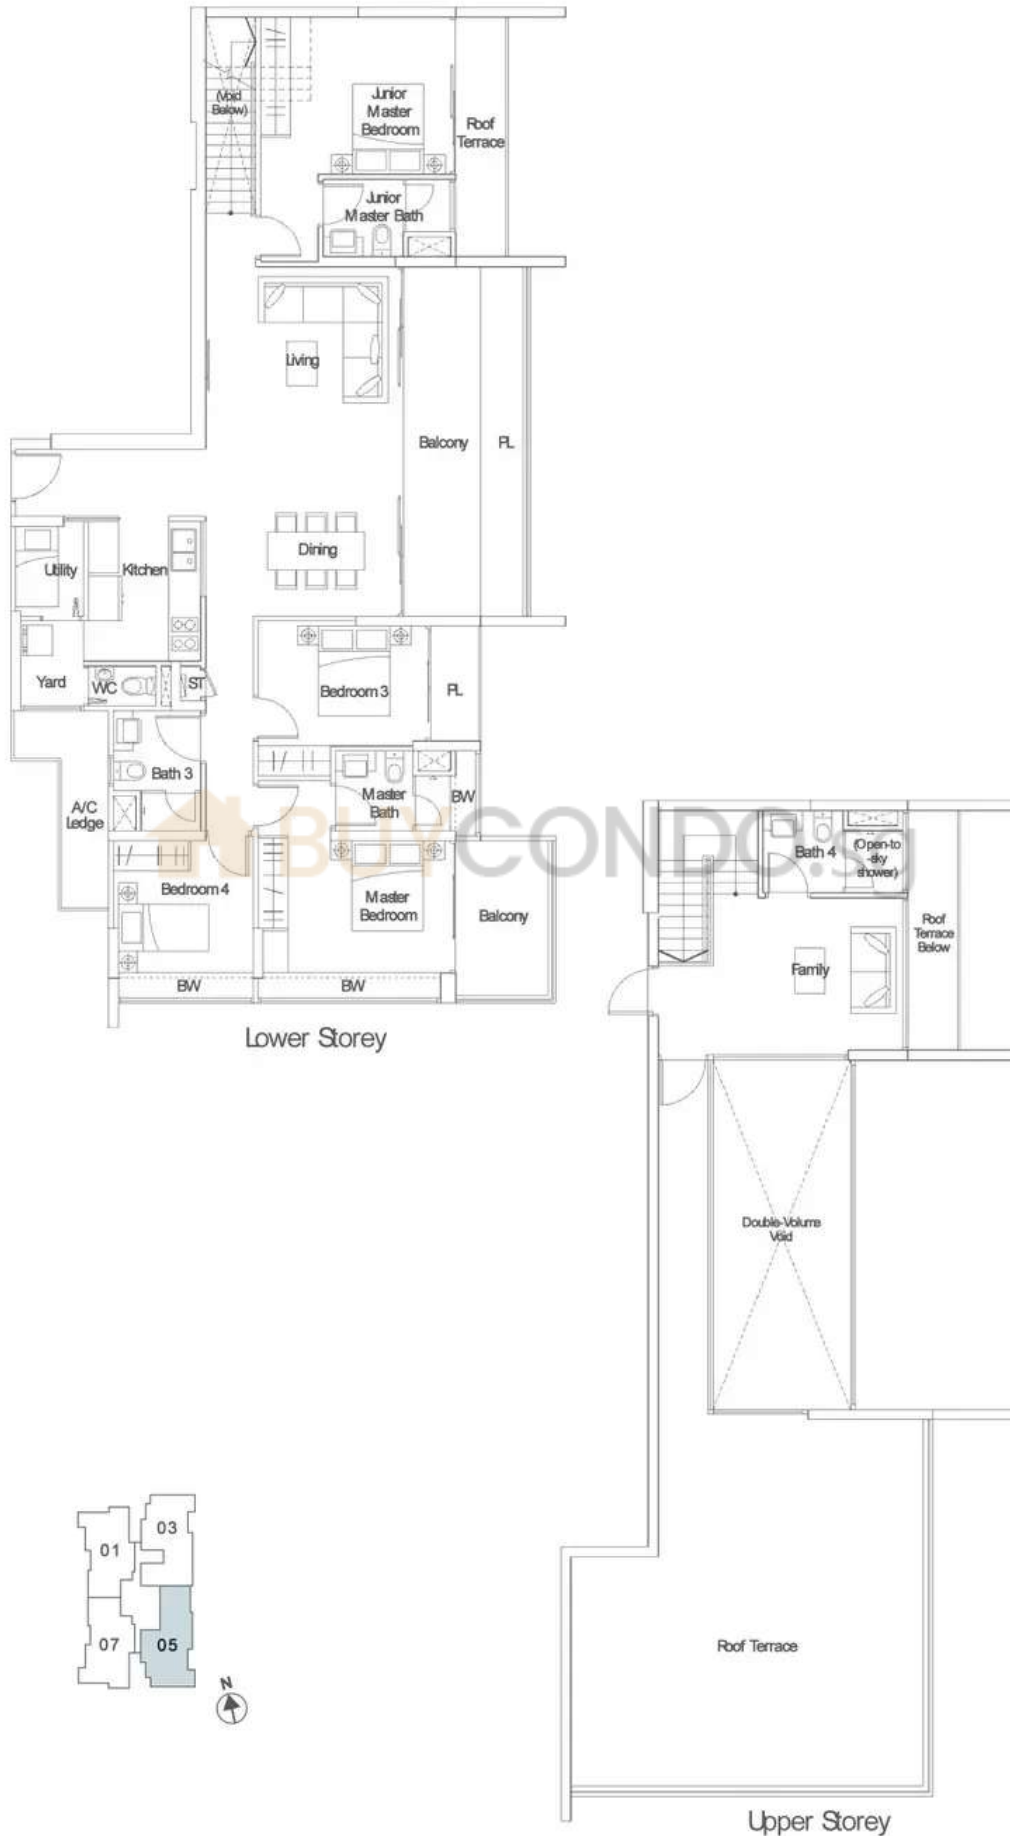 (Void
Below)
Junior
Master
Bedroom
Roof
Terrace
Junior
Master Bath
Living
Balcony
PL
Dining
Utility
Kitchen
Yard
WC
ST
Bedroom 3
PL
Bath 3
Master
Bath
BW
A/C
Ledge
BUYCONDO.sg
Bedroom 4
Master
Bedroom
Balcony
BW
BW
Lower Storey
Bath 4
(Open-to
-sky
shower)
Roof
Terrace
Below
Family
Double-Volume
Void
Roof Terrace
Upper Storey
01
03
07
05
N